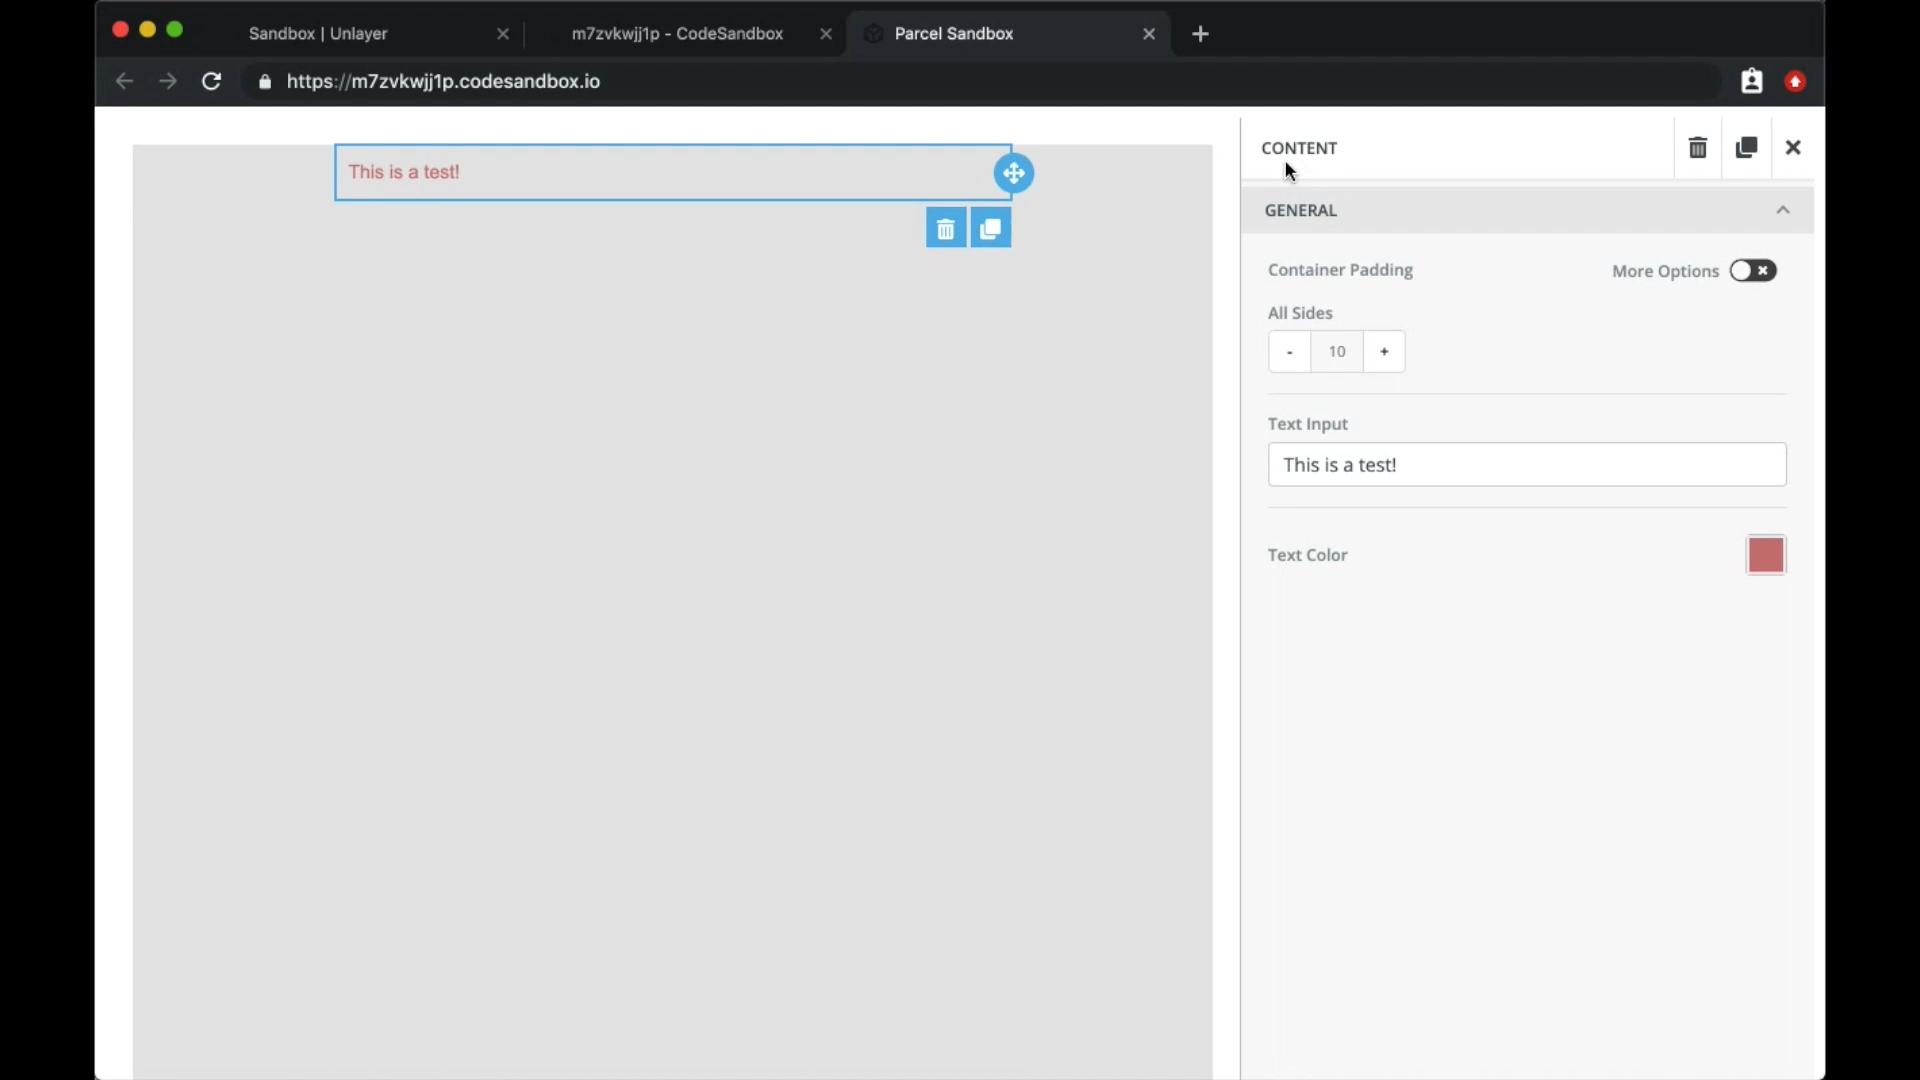 Sandbox | Unlayer
m7zvkwjj1p - CodeSandbox
Parcel Sandbox
https://m7zvkwjj1p.codesandbox.io
This is a test!
CONTENT
GENERAL
Container Padding
More Options
All Sides
- 10 +
Text Input
This is a test!
Text Color